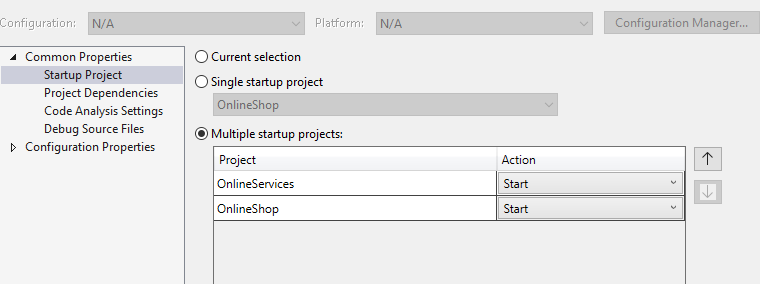 Configuration: N/A Platform: N/A Configuration Manager...
Common Properties
Startup Project
Project Dependencies
Code Analysis Settings
Debug Source Files
Configuration Properties
Current selection
Single startup project
OnlineShop
Multiple startup projects:
Project Action
OnlineServices Start
OnlineShop Start